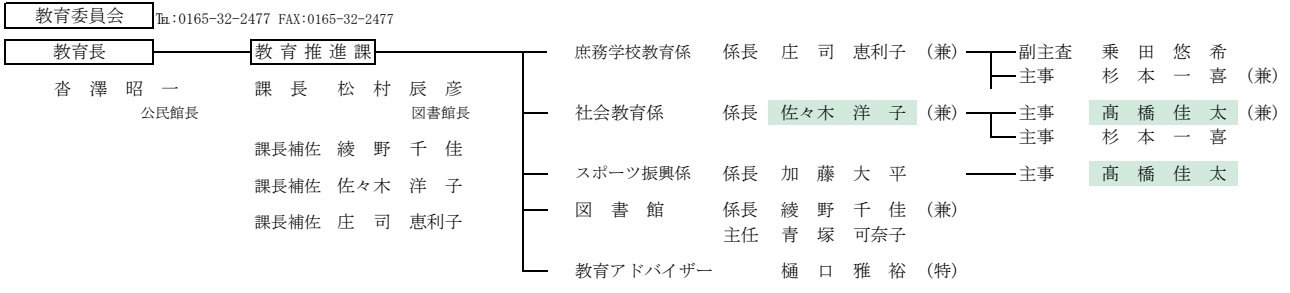 教育委員会 ℡:0165-32-2477 FAX:0165-32-2477
教育長 教育推進課 庶務学校教育係 係長 庄司恵利子(兼) 副主査 乗田悠希
主事 杉本一喜(兼)
沓澤昭一 課長 松村辰彦
公民館長 図書館長
社会教育係 係長 佐々木洋子(兼) 主事 髙橋佳太(兼)
主事 杉本一喜
課長補佐 綾野千佳
スポーツ振興係 係長 加藤大平 主事 髙橋佳太
課長補佐 佐々木洋子
図書館 係長 綾野千佳(兼)
課長補佐 庄司恵利子
主任 青塚可奈子
教育アドバイザー 樋口雅裕(特)